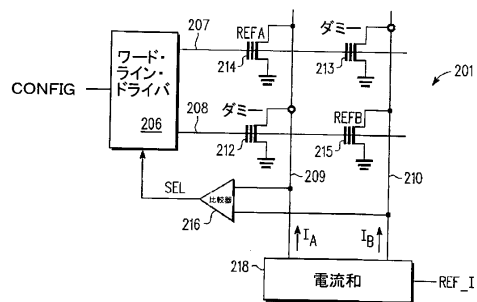 207
REFA
ダミー
ワード・
ライン・
ドライバ
206
CONFIG
214
213
201
208
ダミー
REFB
212
215
209
210
SEL
比較器
216
IA
IB
218
電流和
REF_I